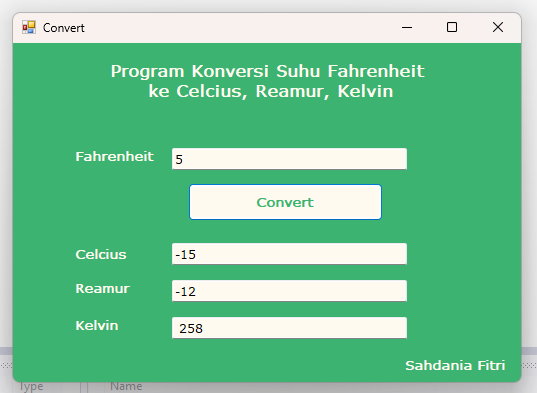 Convert
Program Konversi Suhu Fahrenheit
ke Celcius, Reamur, Kelvin
Fahrenheit 5
Convert
Celcius -15
Reamur -12
Kelvin 258
Sahdania Fitri
Type Name